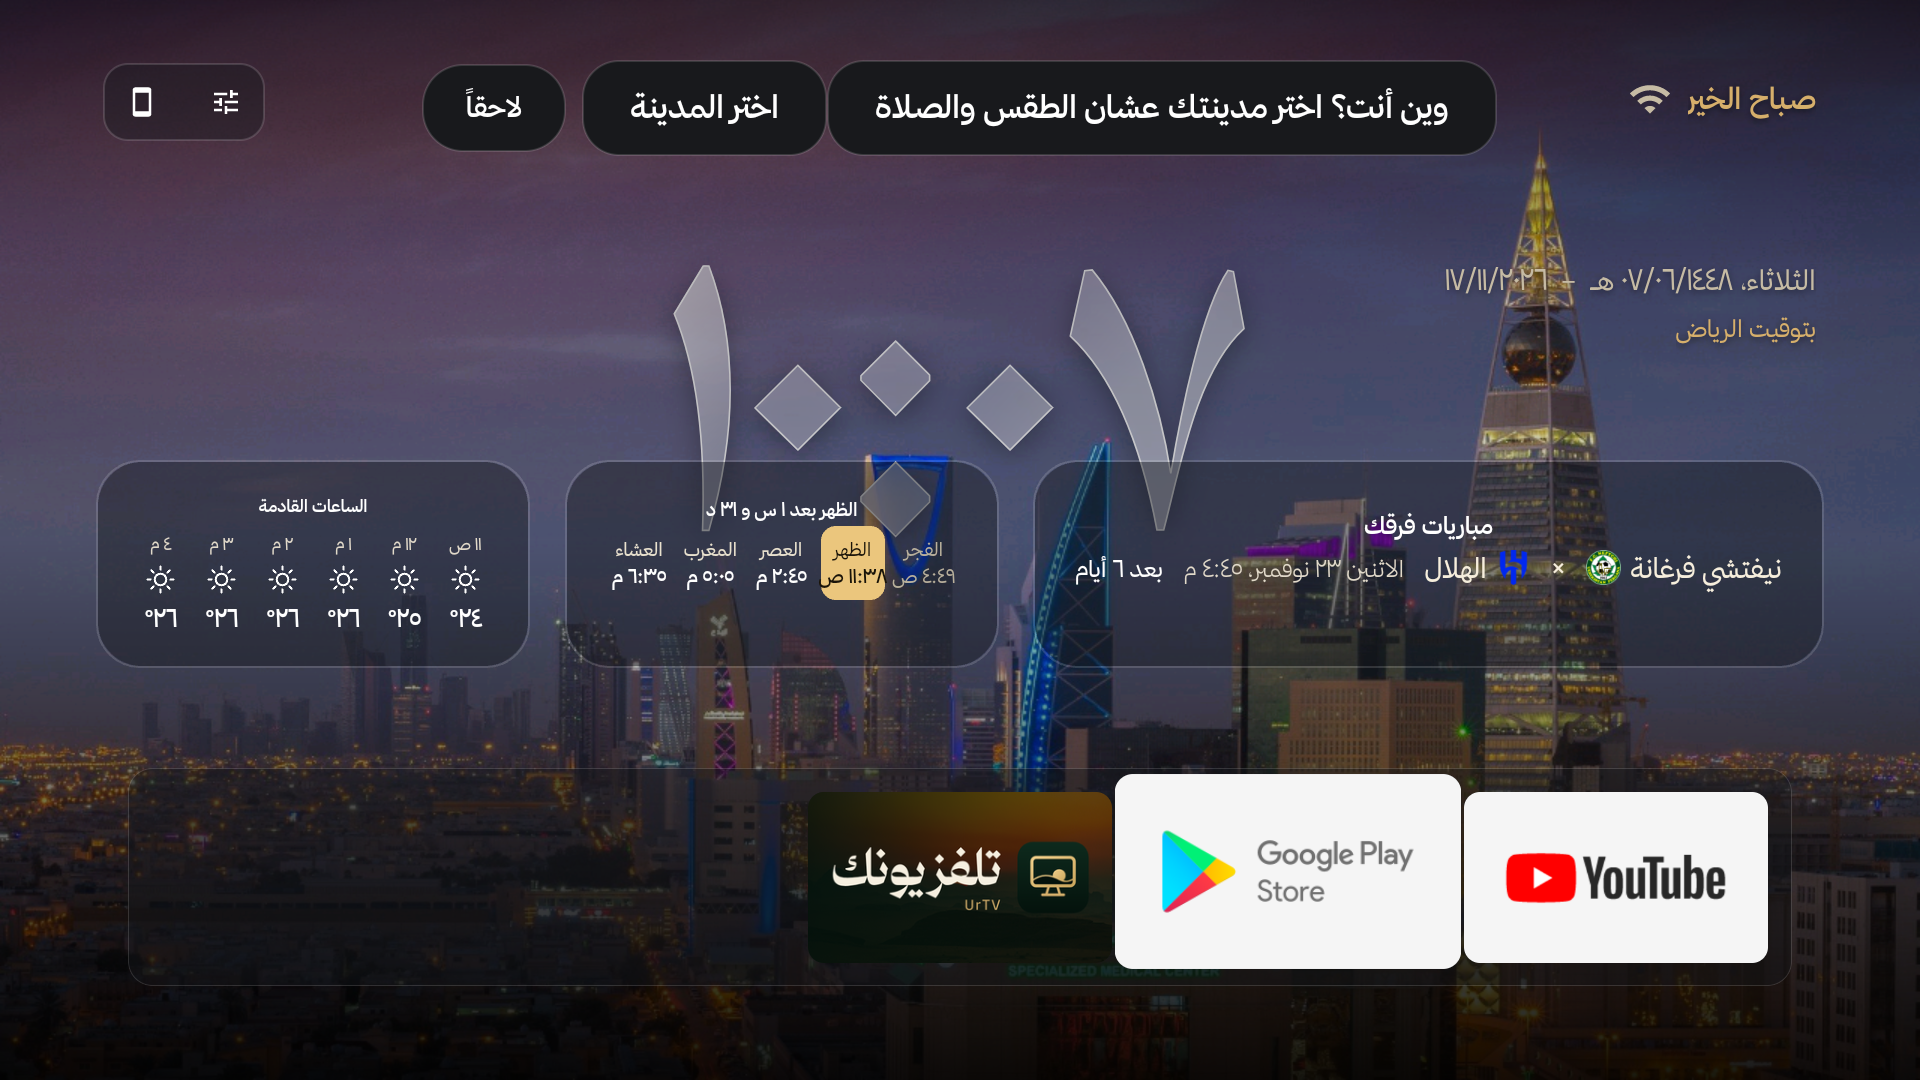 صباح الخير
وين أنت؟ اختر مدينتك عشان الطقس والصلاة
اختر المدينة
لاحقاً
الثلاثاء، ٠٧/٠٦/١٤٤٨ هـ – ١٧/١١/٢٠٢٦
بتوقيت الرياض
١٠:٠٧
مباريات فرقك
نيفتشي فرغانة × الهلال الاثنين ٢٣ نوفمبر، ٤:٤٥ م بعد ٦ أيام
الظهر بعد ١ س و ٣١ د
الفجر الظهر العصر المغرب العشاء
٤:٤٩ ص ١١:٣٨ ص ٢:٤٥ م ٥:٠٥ م ٦:٣٥ م
الساعات القادمة
١١ ص ١٢ م ١ م ٢ م ٣ م ٤ م
٢٤° ٢٥° ٢٦° ٢٦° ٢٦° ٢٦°
YouTube
Google Play
Store
تلفزيونك
UrTV
SPECIALIZED MEDICAL CENTER